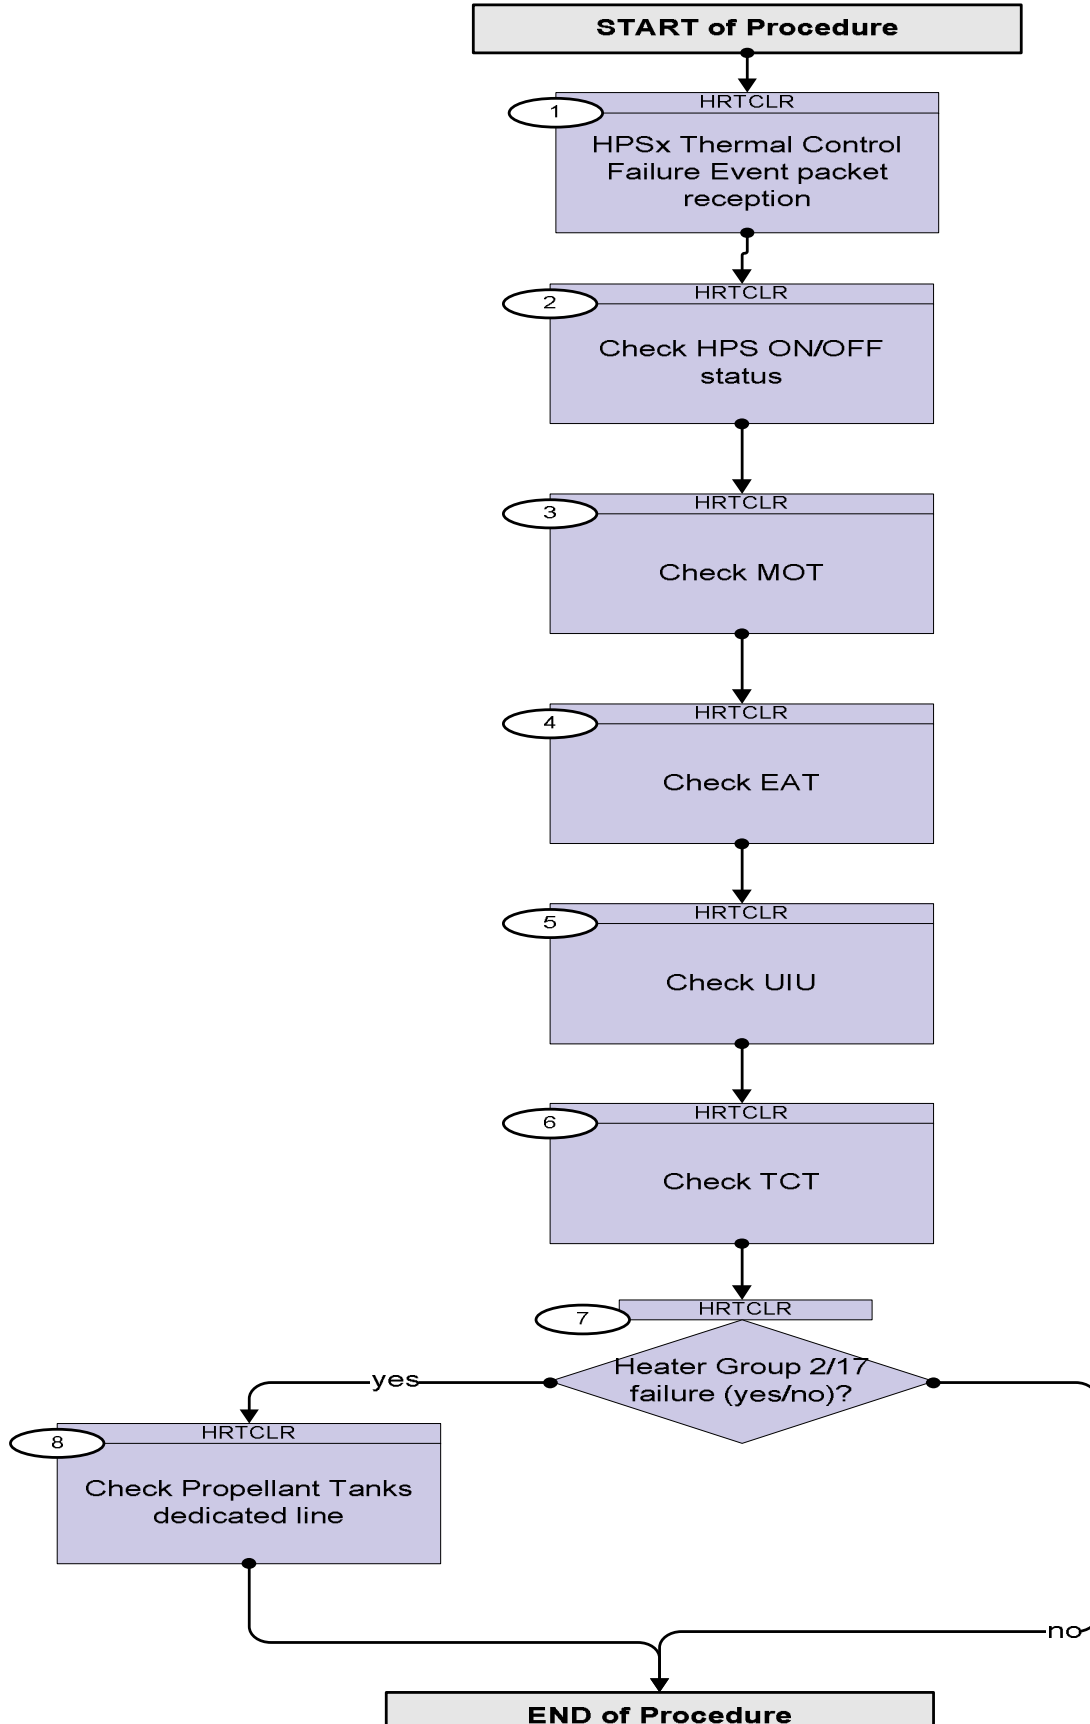 START of Procedure
HRTCLR
1
HPSx Thermal Control
Failure Event packet
reception
HRTCLR
2
Check HPS ON/OFF
status
HRTCLR
3
Check MOT
HRTCLR
4
Check EAT
HRTCLR
5
Check UIU
HRTCLR
6
Check TCT
HRTCLR
7
Heater Group 2/17
failure (yes/no)?
yes
HRTCLR
8
Check Propellant Tanks
dedicated line
no
END of Procedure